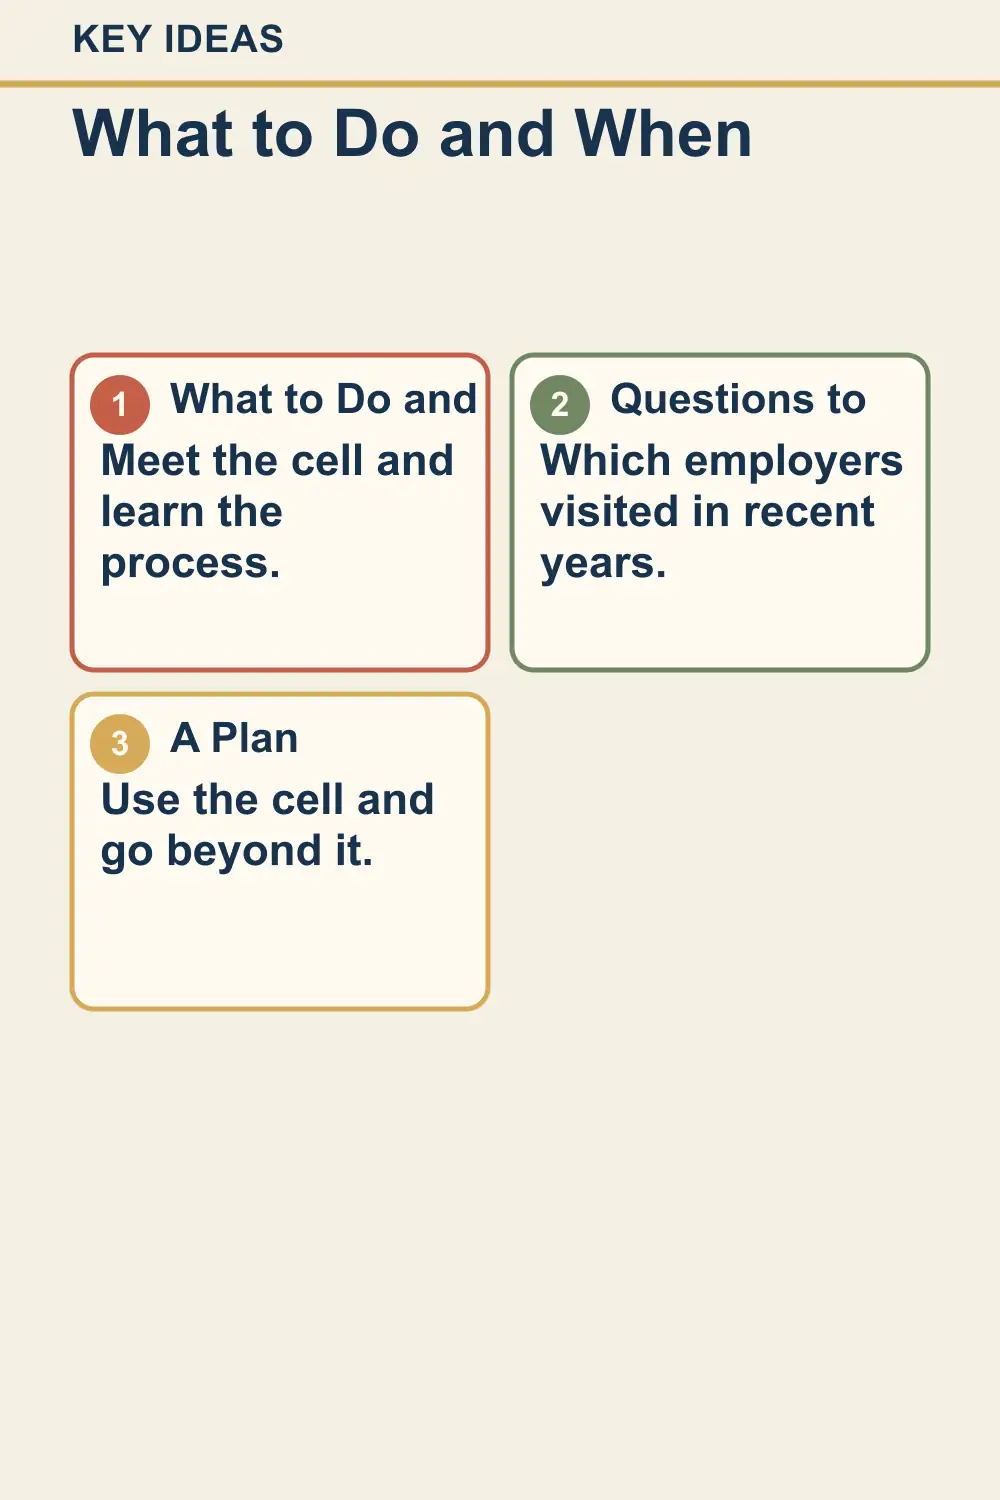 KEY IDEAS
What to Do and When
1 What to Do and
Meet the cell and
learn the
process.
2 Questions to
Which employers
visited in recent
years.
3 A Plan
Use the cell and
go beyond it.